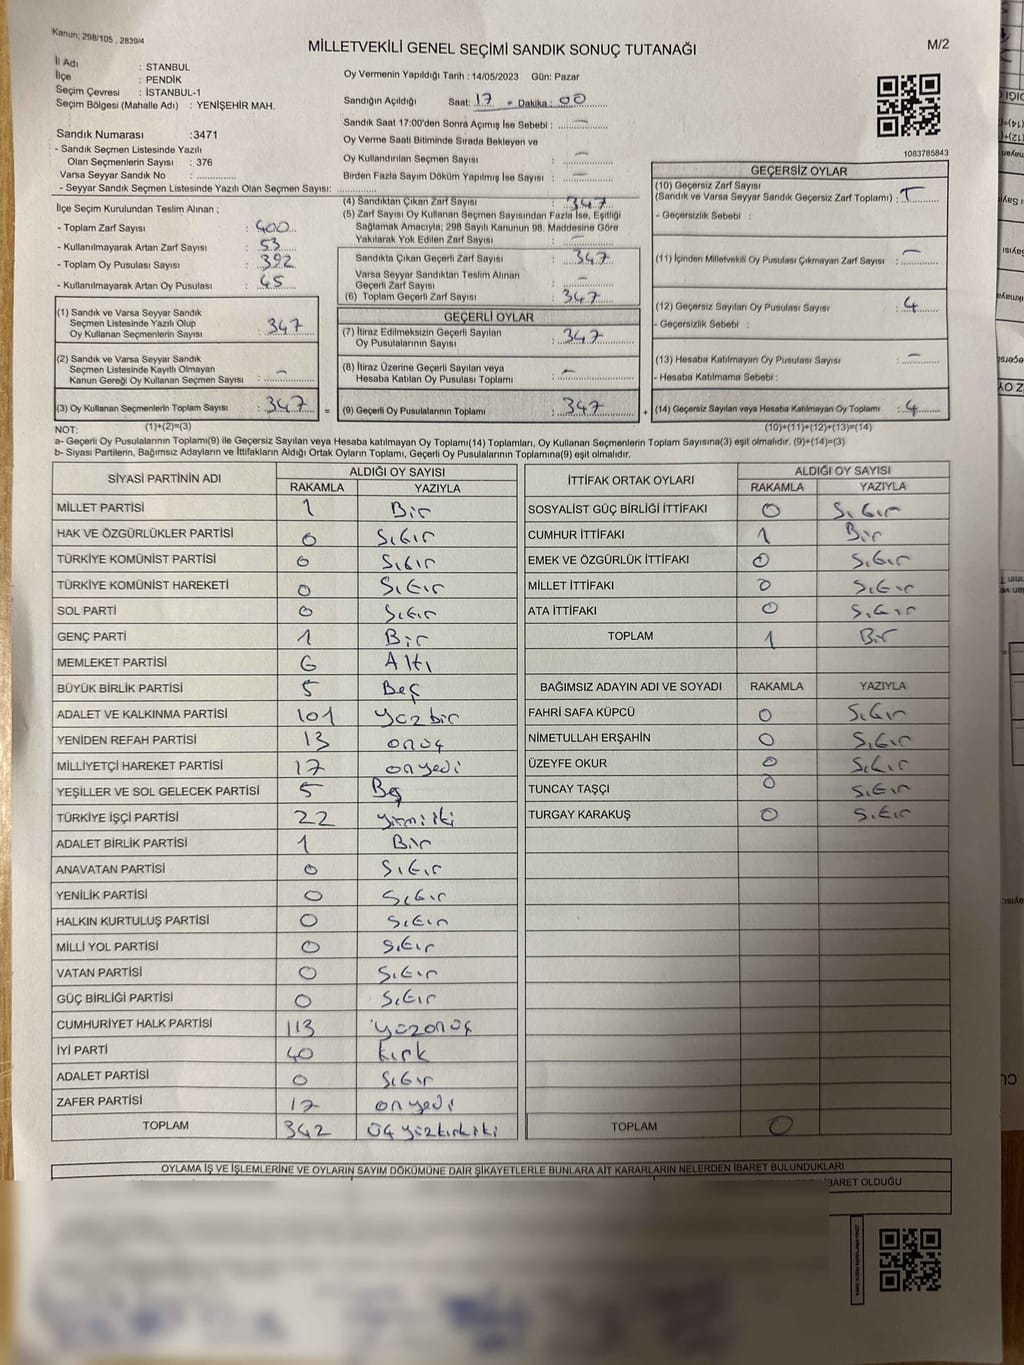 Kanun; 298/105 , 2839/4
MİLLETVEKİLİ GENEL SEÇİMİ SANDIK SONUÇ TUTANAĞI
M/2
İl Adı : STANBUL
İlçe : PENDİK
Seçim Çevresi : İSTANBUL-1
Seçim Bölgesi (Mahalle Adı) : YENİŞEHİR MAH.
Sandık Numarası :3471
- Sandık Seçmen Listesinde Yazılı
Olan Seçmenlerin Sayısı : 376
Varsa Seyyar Sandık No :
- Seyyar Sandık Seçmen Listesinde Yazılı Olan Seçmen Sayısı:
Oy Vermenin Yapıldığı Tarih : 14/05/2023 Gün: Pazar
Sandığın Açıldığı Saat: 17 - Dakika: 00
Sandık Saat 17:00'den Sonra Açımış İse Sebebi : —
Oy Verme Saati Bitiminde Sırada Bekleyen ve
Oy Kullandırılan Seçmen Sayısı : —
Birden Fazla Sayım Döküm Yapılmış İse Sayısı : —
1083785843
İlçe Seçim Kurulundan Teslim Alınan ;
- Toplam Zarf Sayısı : 400
- Kullanılmayarak Artan Zarf Sayısı : 53
- Toplam Oy Pusulası Sayısı : 392
- Kullanılmayarak Artan Oy Pusulası : 45
(1) Sandık ve Varsa Seyyar Sandık
Seçmen Listesinde Yazılı Olup
Oy Kullanan Seçmenlerin Sayısı : 347
(2) Sandık ve Varsa Seyyar Sandık
Seçmen Listesinde Kayıtlı Olmayan
Kanun Gereği Oy Kullanan Seçmen Sayısı : —
(3) Oy Kullanan Seçmenlerin Toplam Sayısı : 347 =
(4) Sandıktan Çıkan Zarf Sayısı : 347
(5) Zarf Sayısı Oy Kullanan Seçmen Sayısından Fazla İse, Eşitliği
Sağlamak Amacıyla; 298 Sayılı Kanunun 98. Maddesine Göre
Yakılarak Yok Edilen Zarf Sayısı : —
Sandıkta Çıkan Geçerli Zarf Sayısı : 347
Varsa Seyyar Sandıktan Teslim Alınan
Geçerli Zarf Sayısı : —
(6) Toplam Geçerli Zarf Sayısı : 347
GEÇERLİ OYLAR
(7) İtiraz Edilmeksizin Geçerli Sayılan
Oy Pusulalarının Sayısı : 347
(8) İtiraz Üzerine Geçerli Sayılan veya
Hesaba Katılan Oy Pusulası Toplamı : —
(9) Geçerli Oy Pusulalarının Toplamı : 347 +
GEÇERSİZ OYLAR
(10) Geçersiz Zarf Sayısı
(Sandık ve Varsa Seyyar Sandık Geçersiz Zarf Toplamı) :
- Geçersizlik Sebebi :
(11) İçinden Milletvekili Oy Pusulası Çıkmayan Zarf Sayısı : —
(12) Geçersiz Sayılan Oy Pusulası Sayısı : 4
- Geçersizlik Sebebi :
(13) Hesaba Katılmayan Oy Pusulası Sayısı : —
- Hesaba Katılmama Sebebi :
(14) Geçersiz Sayılan veya Hesaba Katılmayan Oy Toplamı : 4
NOT: (1)+(2)=(3) (10)+(11)+(12)+(13)=(14)
a- Geçerli Oy Pusulalarının Toplamı(9) ile Geçersiz Sayılan veya Hesaba katılmayan Oy Toplamı(14) Toplamları, Oy Kullanan Seçmenlerin Toplam Sayısına(3) eşit olmalıdır. (9)+(14)=(3)
b- Siyasi Partilerin, Bağımsız Adayların ve İttifakların Aldığı Ortak Oyların Toplamı, Geçerli Oy Pusulalarının Toplamına(9) eşit olmalıdır.
SİYASİ PARTİNİN ADI ALDIĞI OY SAYISI
RAKAMLA YAZIYLA
MİLLET PARTİSİ 1 Bir
HAK VE ÖZGÜRLÜKLER PARTİSİ 0 Sıfır
TÜRKİYE KOMÜNİST PARTİSİ 0 Sıfır
TÜRKİYE KOMÜNİST HAREKETİ 0 Sıfır
SOL PARTİ 0 Sıfır
GENÇ PARTİ 1 Bir
MEMLEKET PARTİSİ 6 Altı
BÜYÜK BİRLİK PARTİSİ 5 Beş
ADALET VE KALKINMA PARTİSİ 101 yüz bir
YENİDEN REFAH PARTİSİ 13 onüç
MİLLİYETÇİ HAREKET PARTİSİ 17 onyedi
YEŞİLLER VE SOL GELECEK PARTİSİ 5 Beş
TÜRKİYE İŞÇİ PARTİSİ 22 yirmiiki
ADALET BİRLİK PARTİSİ 1 Bir
ANAVATAN PARTİSİ 0 Sıfır
YENİLİK PARTİSİ 0 Sıfır
HALKIN KURTULUŞ PARTİSİ 0 Sıfır
MİLLİ YOL PARTİSİ 0 Sıfır
VATAN PARTİSİ 0 Sıfır
GÜÇ BİRLİĞİ PARTİSİ 0 Sıfır
CUMHURİYET HALK PARTİSİ 113 yüzonüç
İYİ PARTİ 40 kırk
ADALET PARTİSİ 0 Sıfır
ZAFER PARTİSİ 17 onyedi
TOPLAM 342 üçyüzkırkiki
İTTİFAK ORTAK OYLARI ALDIĞI OY SAYISI
RAKAMLA YAZIYLA
SOSYALİST GÜÇ BİRLİĞİ İTTİFAKI 0 Sıfır
CUMHUR İTTİFAKI 1 Bir
EMEK VE ÖZGÜRLÜK İTTİFAKI 0 Sıfır
MİLLET İTTİFAKI 0 Sıfır
ATA İTTİFAKI 0 Sıfır
TOPLAM 1 Bir
BAĞIMSIZ ADAYIN ADI VE SOYADI RAKAMLA YAZIYLA
FAHRİ SAFA KÜPCÜ 0 Sıfır
NİMETULLAH ERŞAHİN 0 Sıfır
ÜZEYFE OKUR 0 Sıfır
TUNCAY TAŞÇI 0 Sıfır
TURGAY KARAKUŞ 0 Sıfır
TOPLAM 0
OYLAMA İŞ VE İŞLEMLERİNE VE OYLARIN SAYIM DÖKÜMÜNE DAİR ŞİKAYETLERLE BUNLARA AİT KARARLARIN NELERDEN İBARET BULUNDUKLARI
İBARET OLDUĞU